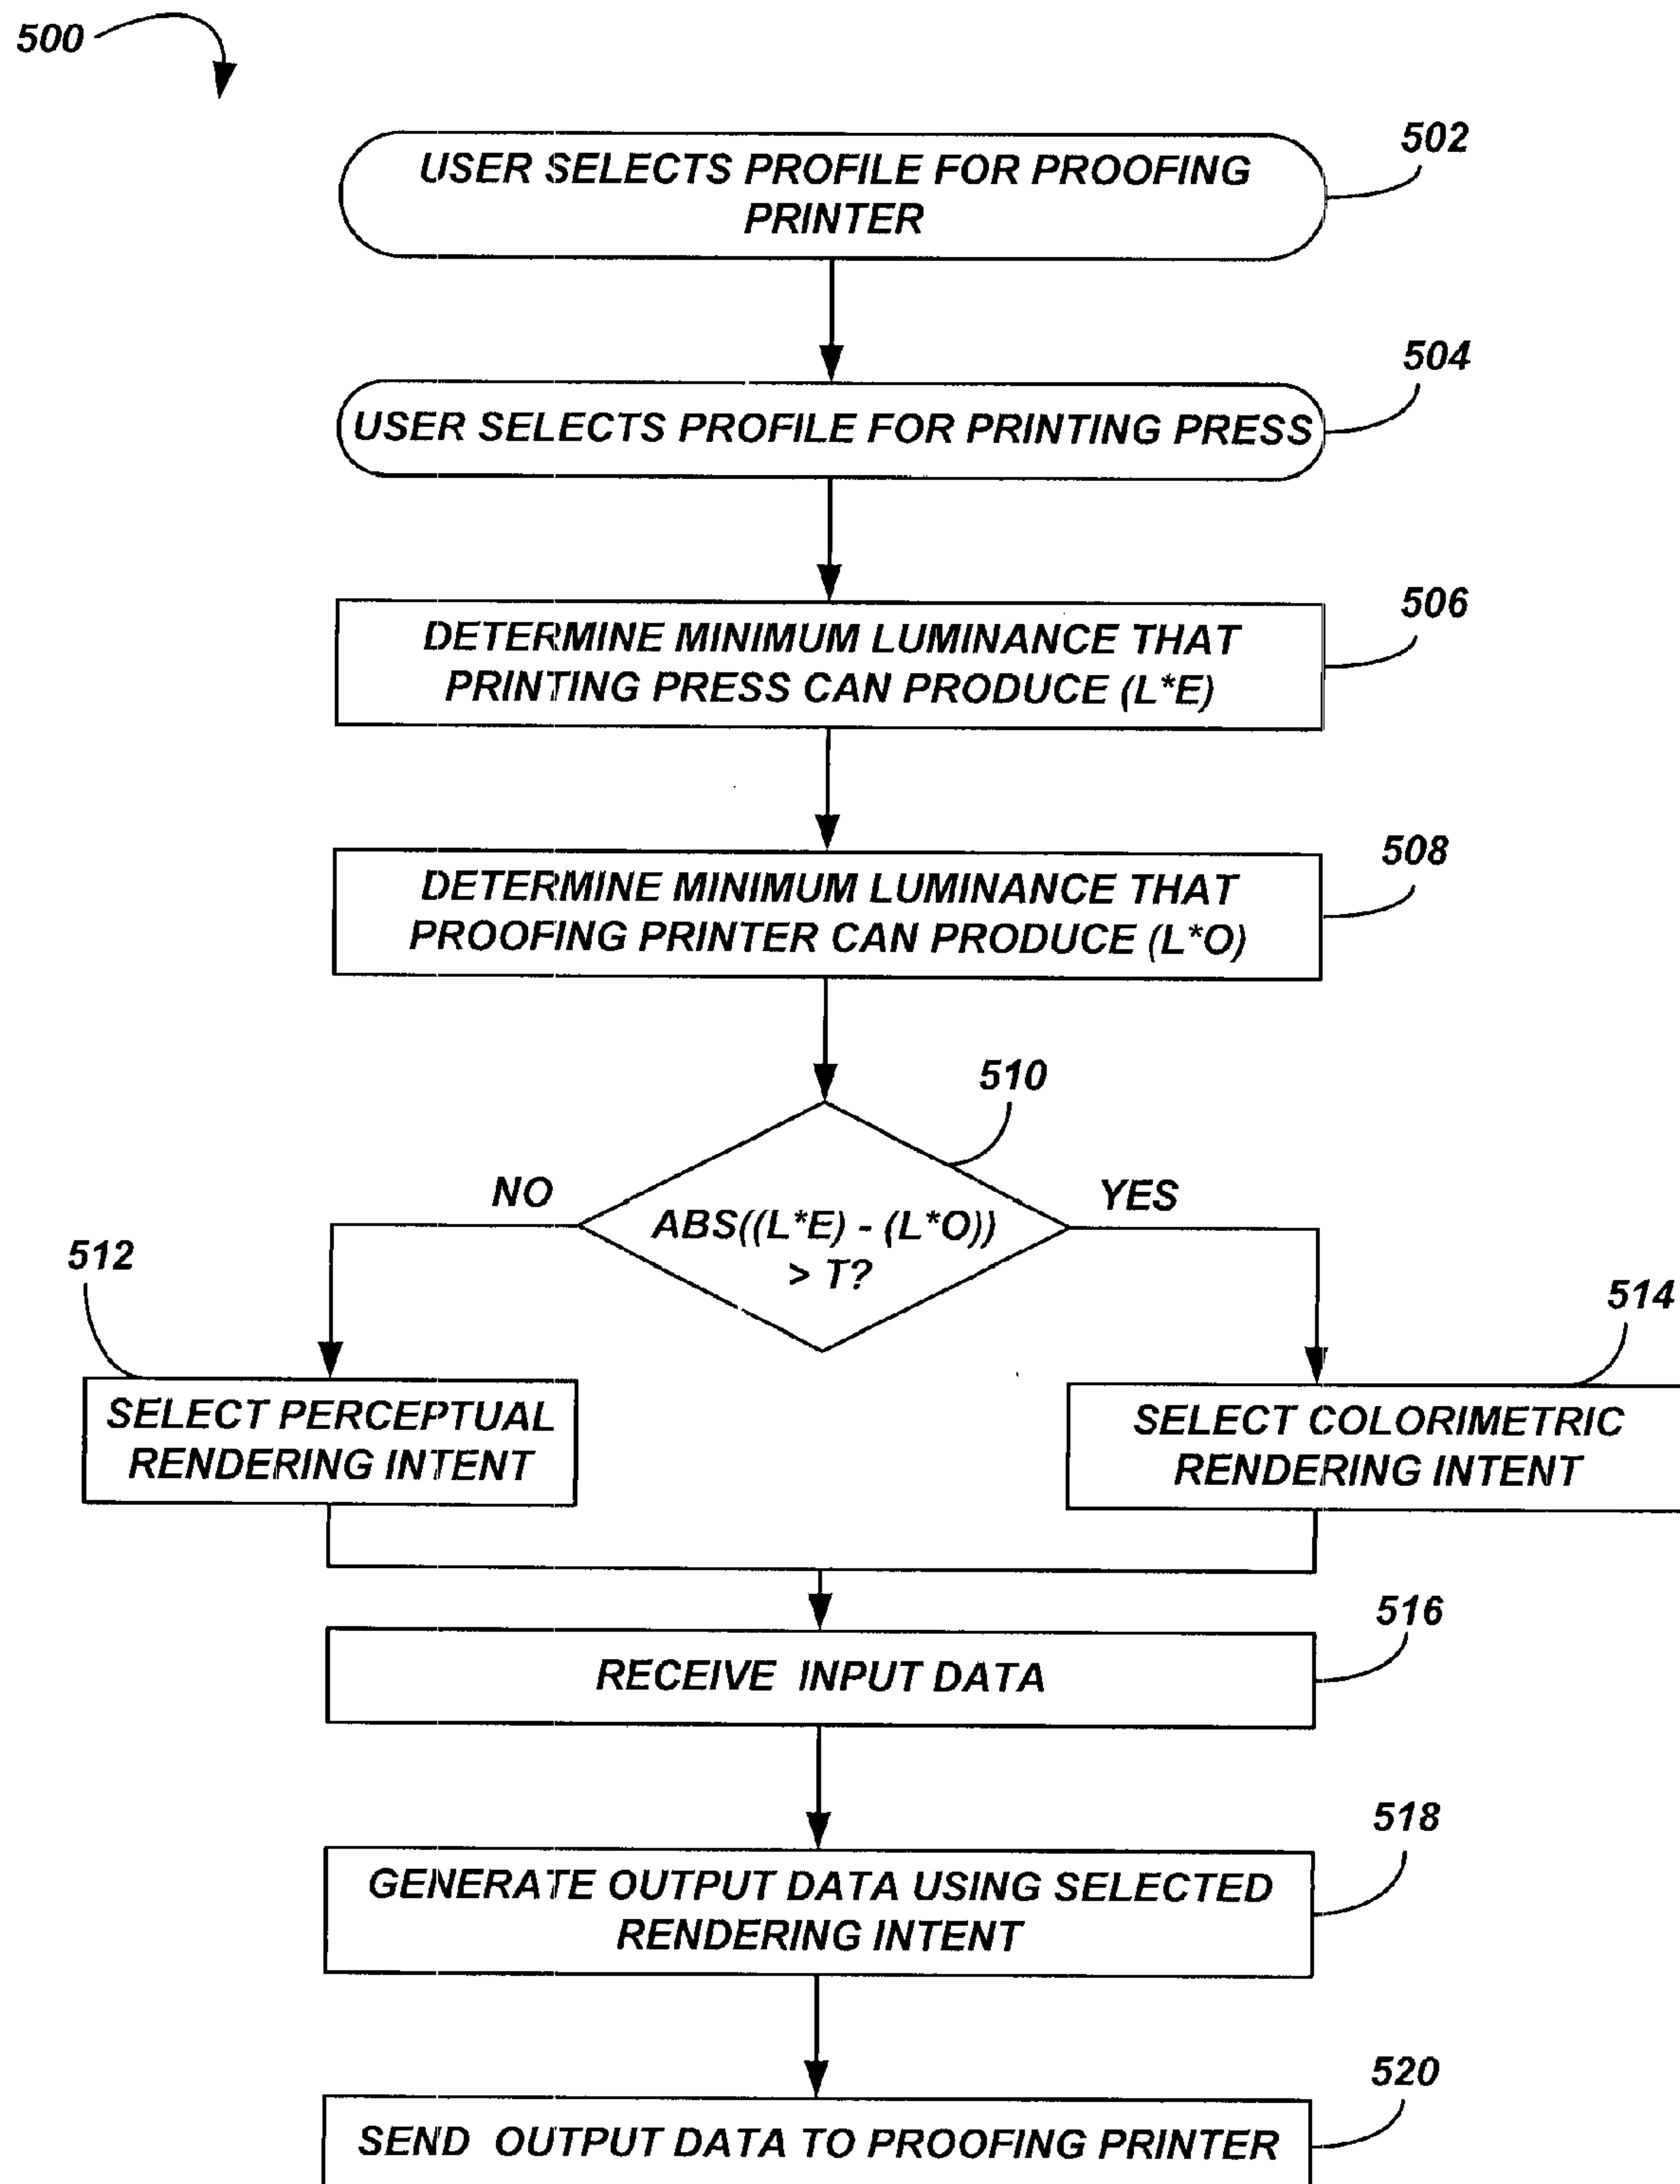 500
502
USER SELECTS PROFILE FOR PROOFING
PRINTER
504
USER SELECTS PROFILE FOR PRINTING PRESS
506
DETERMINE MINIMUM LUMINANCE THAT
PRINTING PRESS CAN PRODUCE (L*E)
508
DETERMINE MINIMUM LUMINANCE THAT
PROOFING PRINTER CAN PRODUCE (L*O)
510
NO
YES
ABS((L*E) - (L*O))
> T?
512
514
SELECT PERCEPTUAL
RENDERING INTENT
SELECT COLORIMETRIC
RENDERING INTENT
516
RECEIVE INPUT DATA
518
GENERATE OUTPUT DATA USING SELECTED
RENDERING INTENT
520
SEND OUTPUT DATA TO PROOFING PRINTER